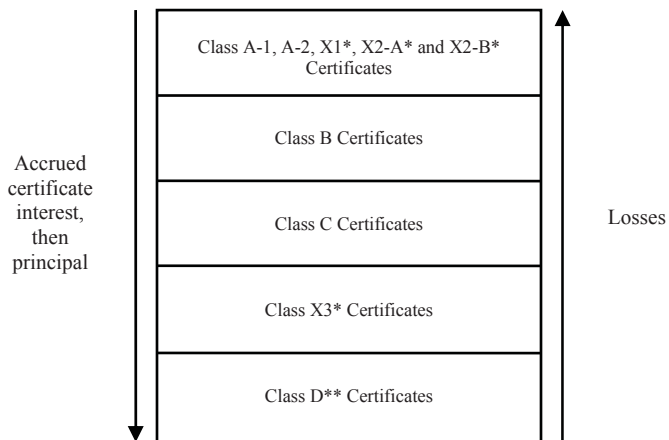 Class A-1, A-2, X1*, X2-A* and X2-B*
Certificates
Class B Certificates
Accrued
certificate
interest,
then
principal
Class C Certificates
Losses
Class X3* Certificates
Class D** Certificates